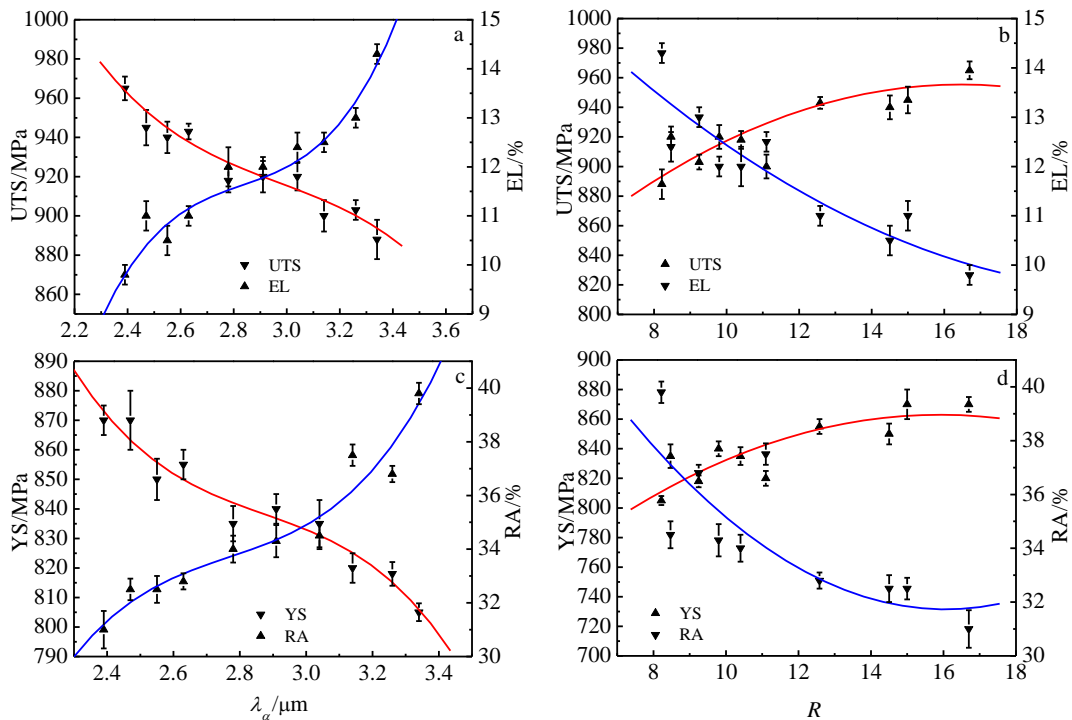 a
UTS/MPa
1000
980
960
940
920
900
880
860
15
14
13
12
11
10
9
EL/%
UTS
EL
2.2 2.4 2.6 2.8 3.0 3.2 3.4 3.6
b
UTS/MPa
1000
980
960
940
920
900
880
860
840
820
800
15
14
13
12
11
10
9
EL/%
UTS
EL
8 10 12 14 16 18
c
YS/MPa
890
880
870
860
850
840
830
820
810
800
790
40
38
36
34
32
30
RA/%
YS
RA
2.4 2.6 2.8 3.0 3.2 3.4
λα/μm
d
YS/MPa
900
880
860
840
820
800
780
760
740
720
700
40
38
36
34
32
30
RA/%
YS
RA
8 10 12 14 16 18
R